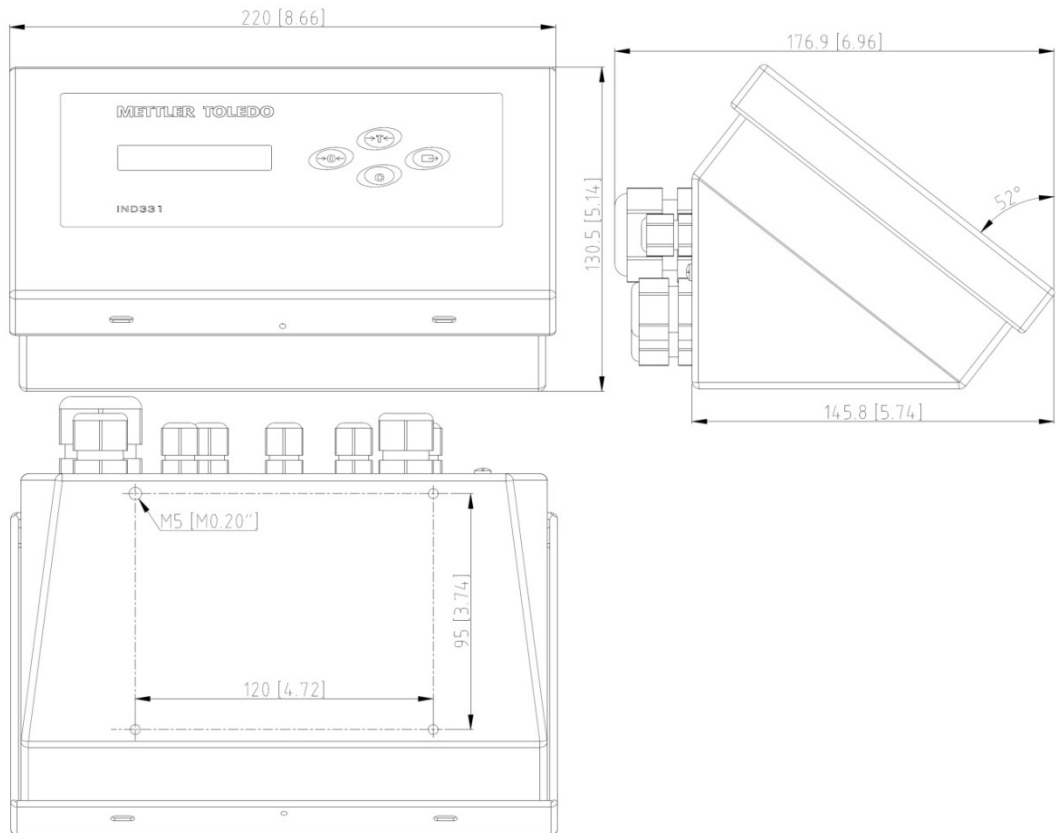 220 [8.66]
176.9 [6.96]
METTLER TOLEDO
→T←
→0←
C
IND331
130.5 [5.14]
52°
145.8 [5.74]
M5 [M0.20"]
95 [3.74]
120 [4.72]